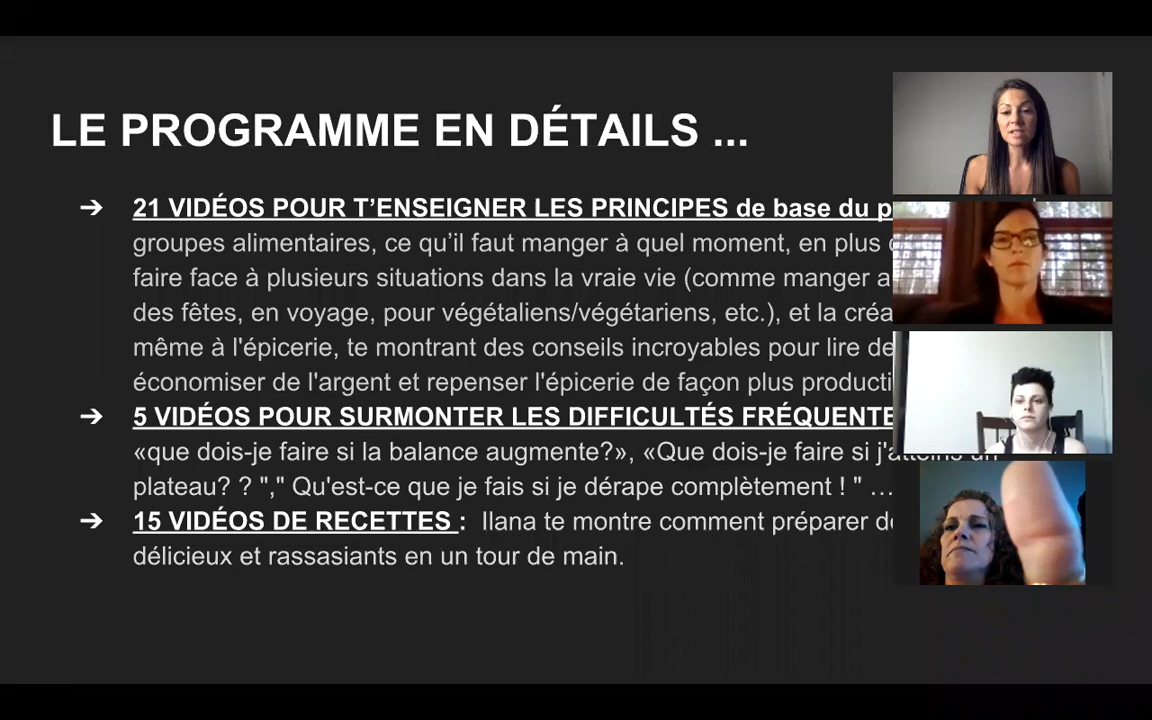 LE PROGRAMME EN DÉTAILS ...
➔ 21 VIDÉOS POUR T’ENSEIGNER LES PRINCIPES de base du
groupes alimentaires, ce qu’il faut manger à quel moment, en plus
faire face à plusieurs situations dans la vraie vie (comme manger
des fêtes, en voyage, pour végétaliens/végétariens, etc.), et la
même à l'épicerie, te montrant des conseils incroyables pour lire
économiser de l'argent et repenser l'épicerie de façon plus
➔ 5 VIDÉOS POUR SURMONTER LES DIFFICULTÉS
«que dois-je faire si la balance augmente?», «Que dois-je faire si
plateau? ? "," Qu'est-ce que je fais si je dérape complètement ! " ...
➔ 15 VIDÉOS DE RECETTES : Ilana te montre comment préparer
délicieux et rassasiants en un tour de main.